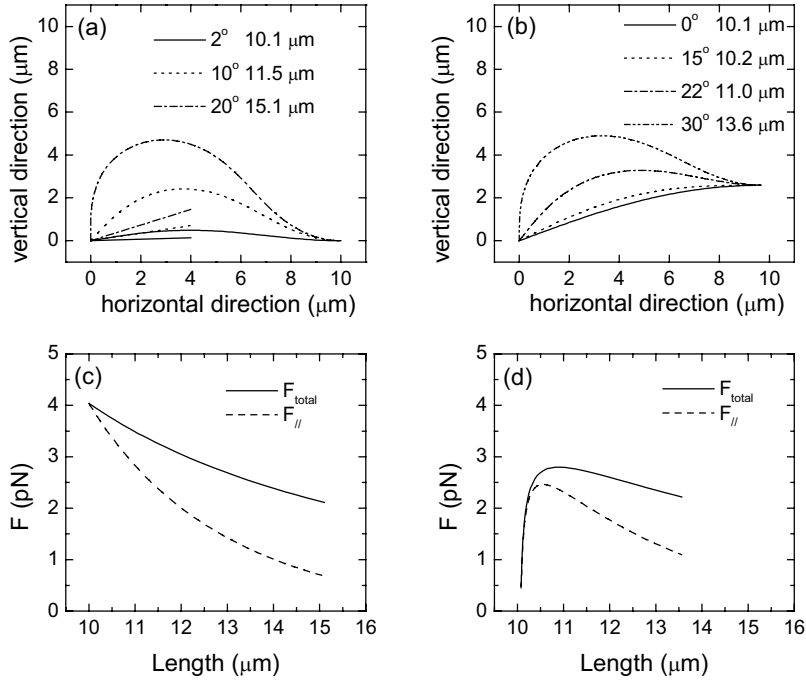 (a)
2° 10.1 μm
10° 11.5 μm
20° 15.1 μm
10
8
6
4
2
0
vertical direction (μm)
0 2 4 6 8 10
horizontal direction (μm)
(b)
0° 10.1 μm
15° 10.2 μm
22° 11.0 μm
30° 13.6 μm
10
8
6
4
2
0
vertical direction (μm)
0 2 4 6 8 10
horizontal direction (μm)
(c)
F_total
F_//
5
4
3
2
1
0
F (pN)
10 11 12 13 14 15 16
Length (μm)
(d)
F_total
F_//
5
4
3
2
1
0
F (pN)
10 11 12 13 14 15 16
Length (μm)